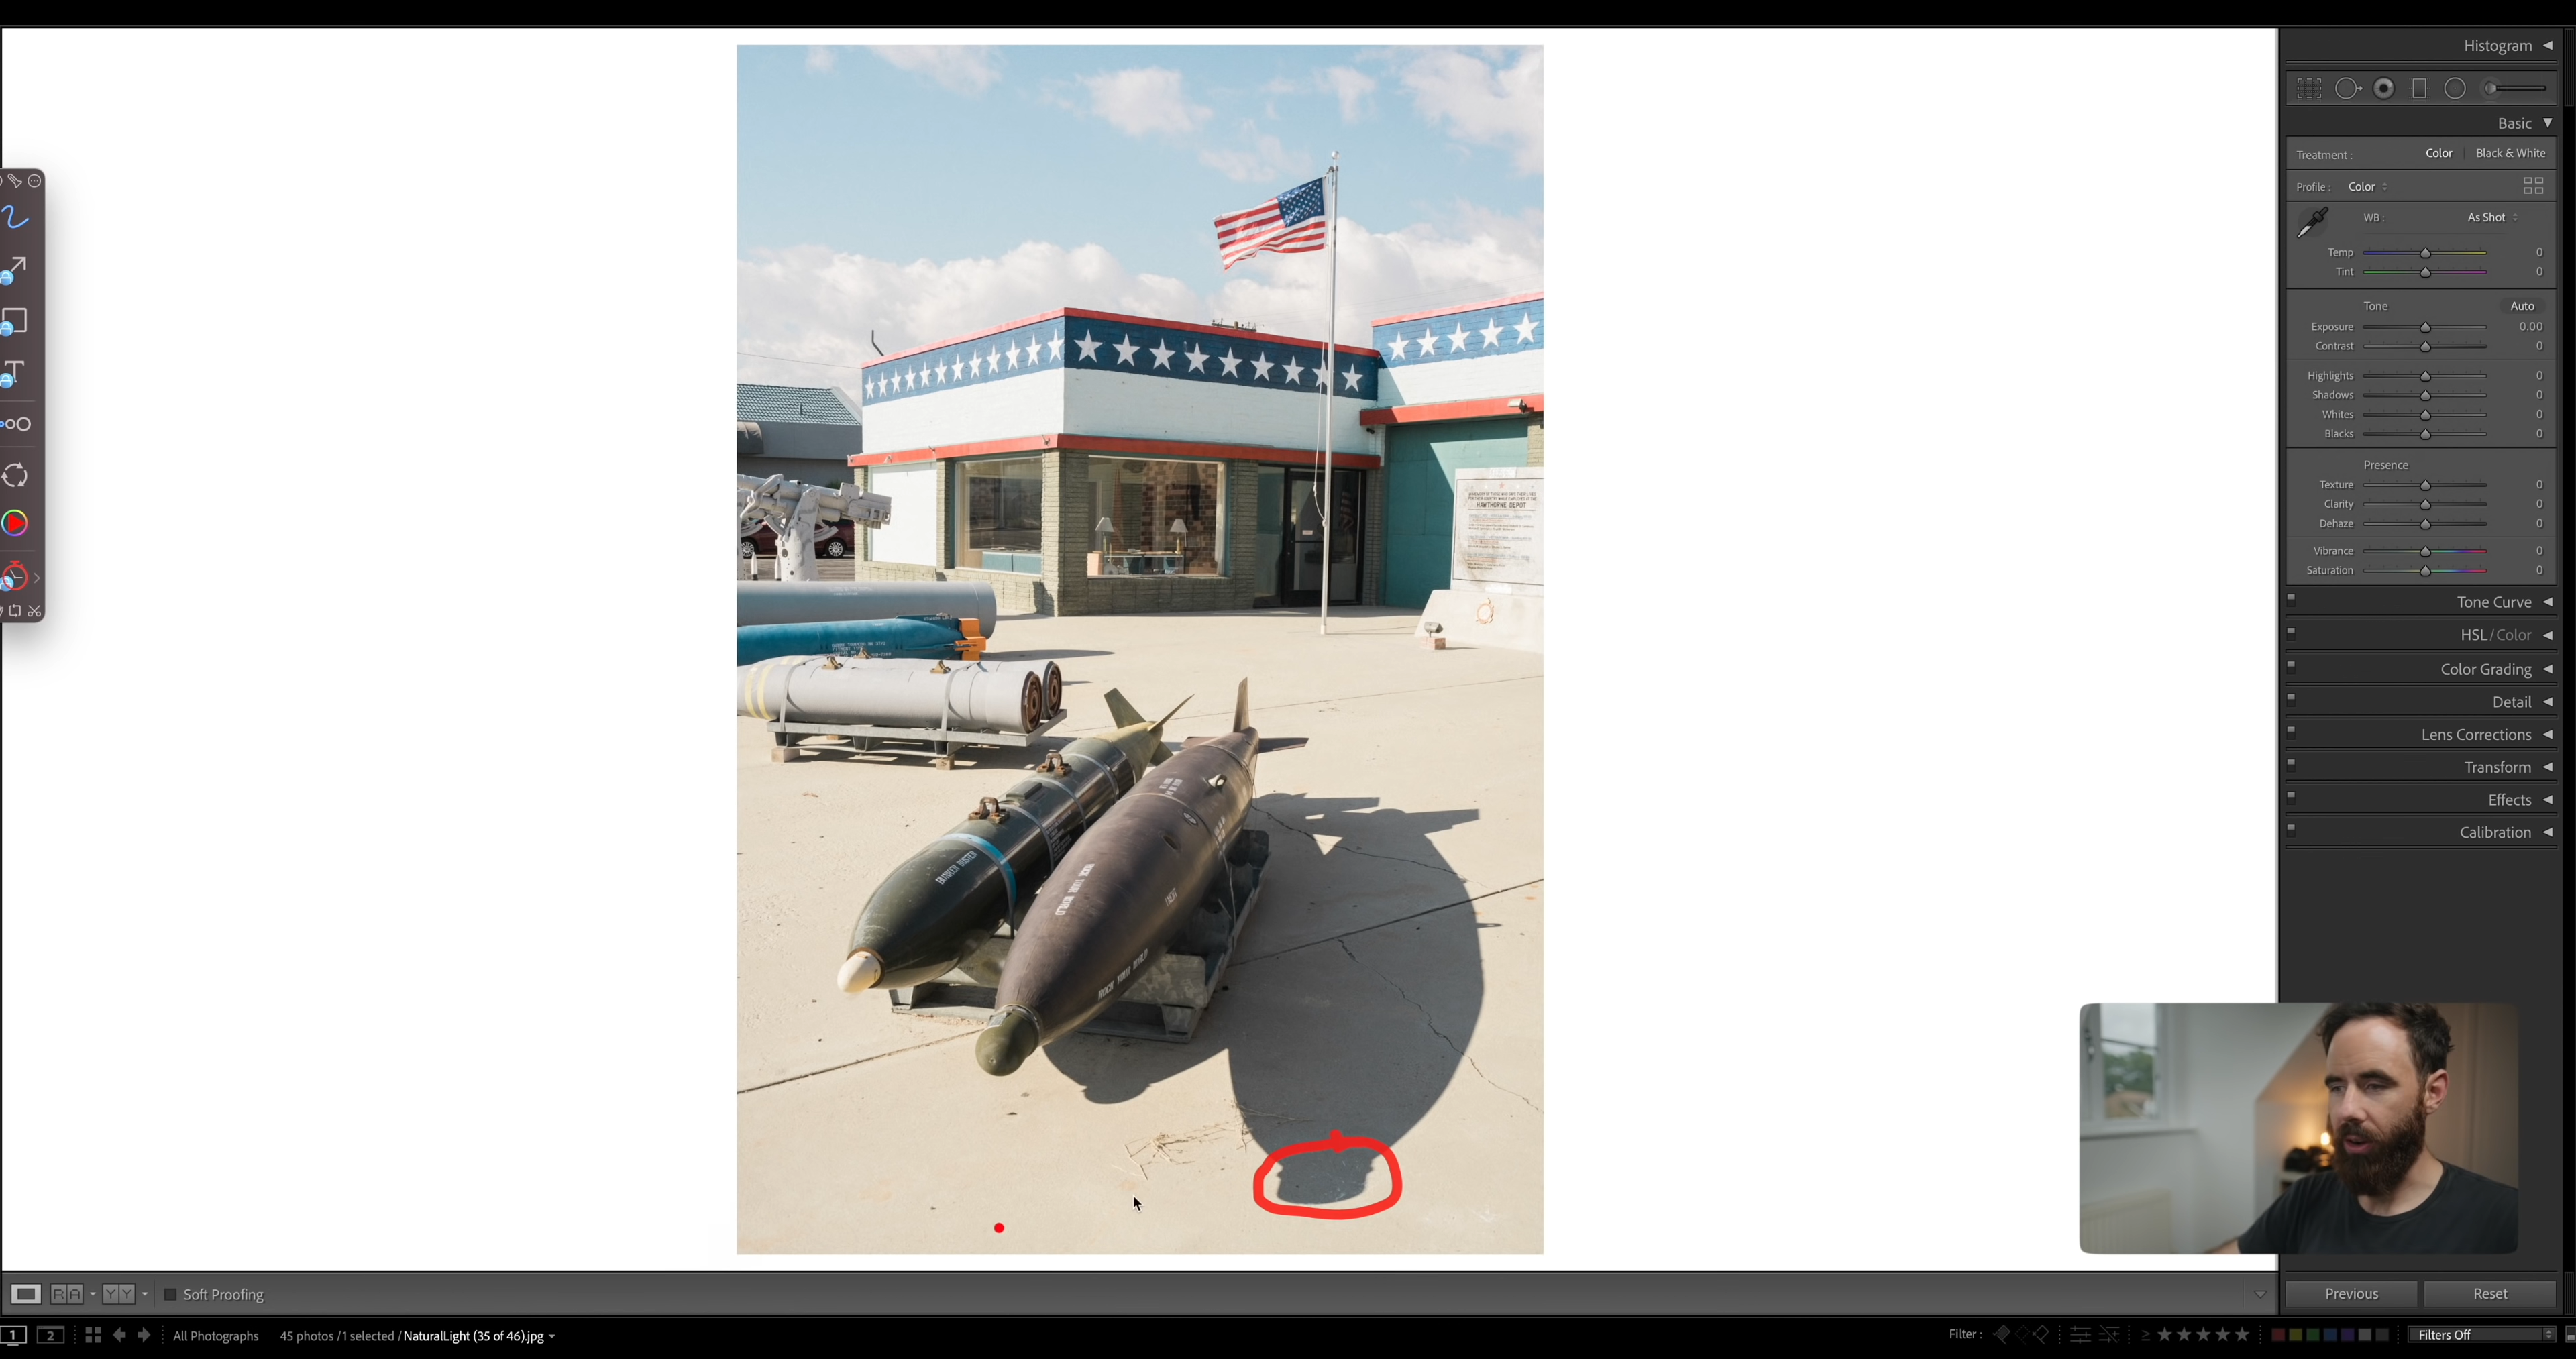 Histogram
Basic
Treatment : Color Black & White
Profile : Color
WB : As Shot
Temp 0
Tint 0
Tone Auto
Exposure 0.00
Contrast 0
Highlights 0
Shadows 0
Whites 0
Blacks 0
Presence
Texture 0
Clarity 0
Dehaze 0
Vibrance 0
Saturation 0
Tone Curve
HSL / Color
Color Grading
Detail
Lens Corrections
Transform
Effects
Calibration
HAWTHORNE DEPOT
Previous Reset
R A Y Y Soft Proofing
1 2 All Photographs 45 photos / 1 selected / NaturalLight (35 of 46).jpg Filter : ≥ Filters Off